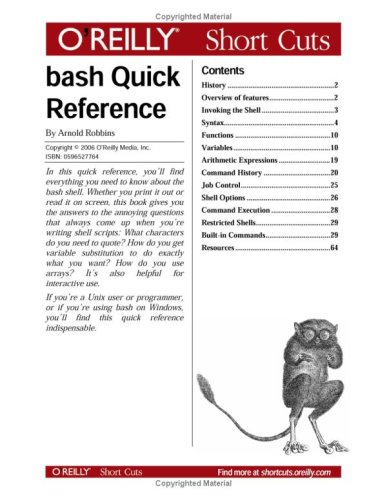 Copyrighted Material
O'REILLY® Short Cuts
bash Quick
Reference
By Arnold Robbins
Copyright © 2006 O'Reilly Media, Inc.
ISBN: 0596527764
In this quick reference, you'll find
everything you need to know about the
bash shell. Whether you print it out or
read it on screen, this book gives you
the answers to the annoying questions
that always come up when you're
writing shell scripts: What characters
do you need to quote? How do you get
variable substitution to do exactly
what you want? How do you use
arrays? It's also helpful for
interactive use.
If you're a Unix user or programmer,
or if you're using bash on Windows,
you'll find this quick reference
indispensable.
Contents
History ..........2
Overview of features ..........2
Invoking the Shell ..........3
Syntax ..........4
Functions ..........10
Variables ..........10
Arithmetic Expressions ..........19
Command History ..........20
Job Control ..........25
Shell Options ..........26
Command Execution ..........28
Restricted Shells ..........29
Built-in Commands ..........29
Resources ..........64
O'REILLY Short Cuts
Find more at shortcuts.oreilly.com
Copyrighted Material